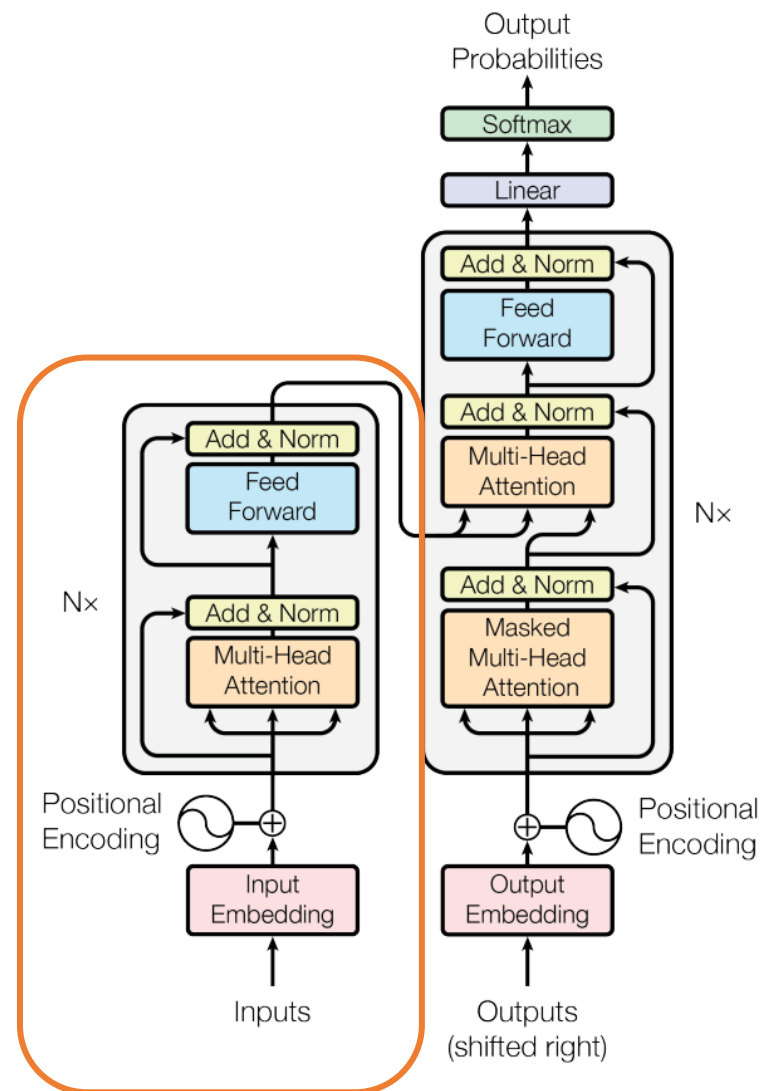 Output
Probabilities
Softmax
Linear
Add & Norm
Feed
Forward
Add & Norm
Multi-Head
Attention
Nx
Add & Norm
Masked
Multi-Head
Attention
Add & Norm
Feed
Forward
Nx
Add & Norm
Multi-Head
Attention
Positional
Encoding
Positional
Encoding
Input
Embedding
Output
Embedding
Inputs
Outputs
(shifted right)